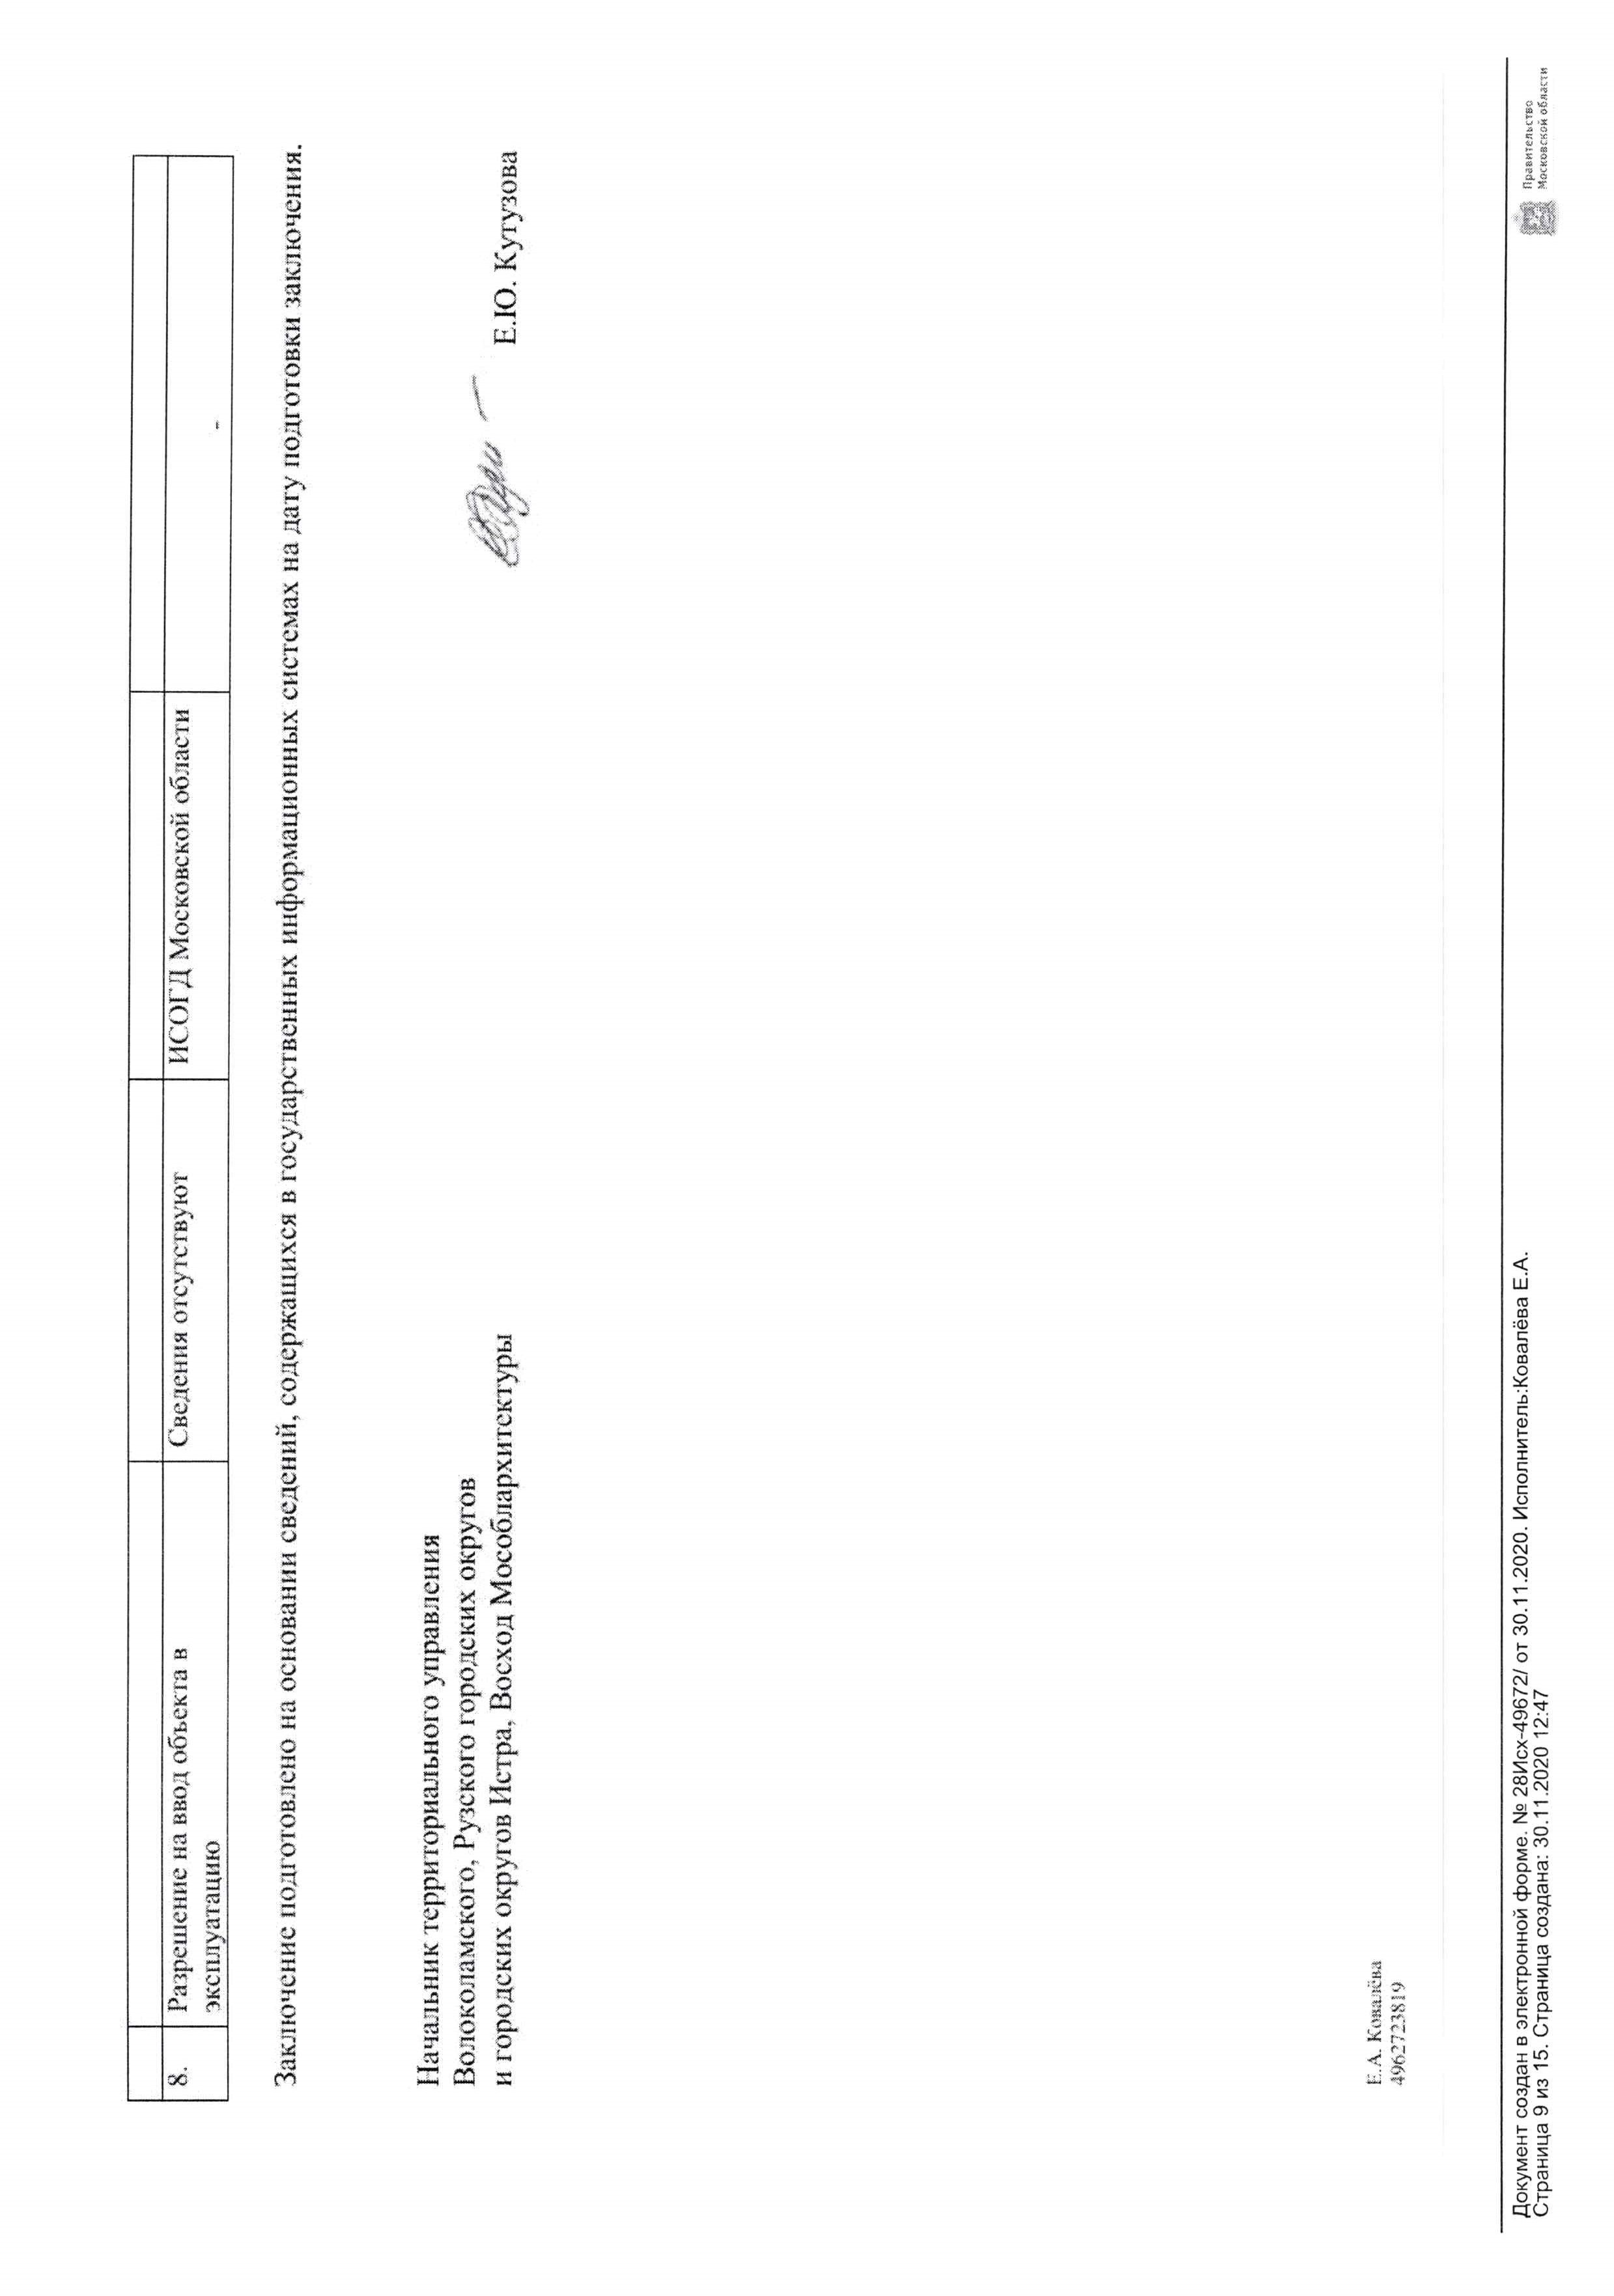 8. Разрешение на ввод объекта в Сведения отсутствуют ИСОГД Московской области -
эксплуатацию
Заключение подготовлено на основании сведений, содержащихся в государственных информационных системах на дату подготовки заключения.
Начальник территориального управления
Волоколамского, Рузского городских округов
и городских округов Истра, Восход Мособлархитектуры Е.Ю. Кутузова
Е.А. Ковалёва
4962723819
Документ создан в электронной форме. № 28Исх-49672/ от 30.11.2020. Исполнитель:Ковалёва Е.А.
Страница 9 из 15. Страница создана: 30.11.2020 12:47
Правительство
Московской области